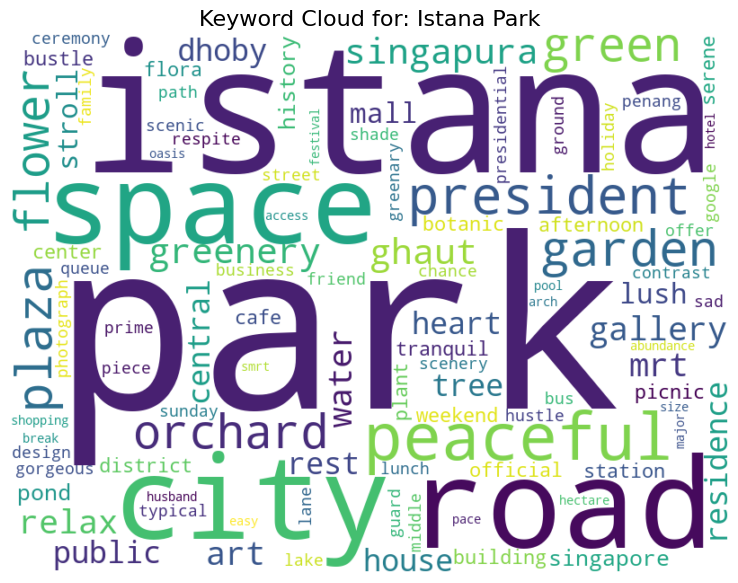 Keyword Cloud for: Istana Park
ceremony
bustle
family
dhoby
singapura
green
istana
flora
path
stroll
flower
scenic
respite
oasis
history
festival
mall
shade
presidential
ground
holiday
penang
hotel
serene
google
space
street
access
greenery
greenary
president
botanic
afternoon
offer
center
queue
business
friend
ghaut
chance
garden
contrast
plaza
photograph
park
prime
piece
central
cafe
smrt
water
heart
tranquil
scenery
plant
tree
pool
arch
lush
sad
gallery
abundance
mrt
picnic
shopping
break
design
gorgeous
sunday
orchard
rest
peaceful
weekend
hustle
bus
size
major
residence
district
pond
relax
public
city
husband
typical
easy
art
lane
lake
lunch
guard
middle
house
official
road
pace
station
hectare
building
singapore